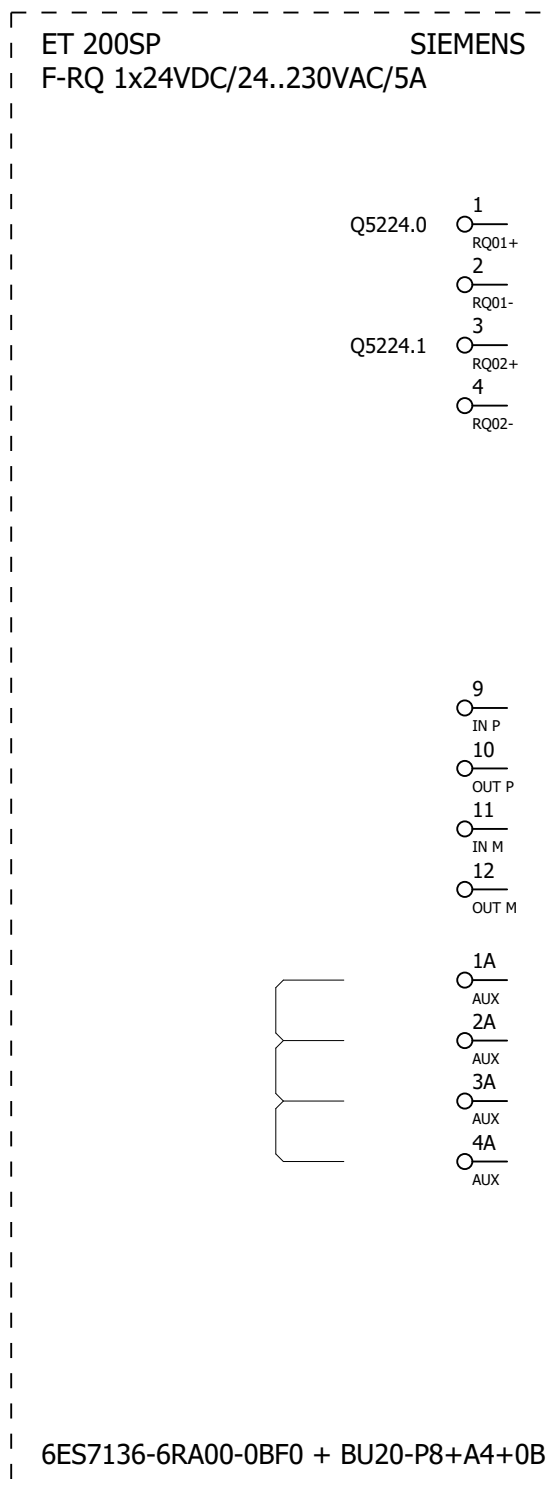 ET 200SP SIEMENS
F-RQ 1x24VDC/24..230VAC/5A
1
Q5224.0
RQ01+
2
RQ01-
3
Q5224.1
RQ02+
4
RQ02-
9
IN P
10
OUT P
11
IN M
12
OUT M
1A
AUX
2A
AUX
3A
AUX
4A
AUX
6ES7136-6RA00-0BF0 + BU20-P8+A4+0B